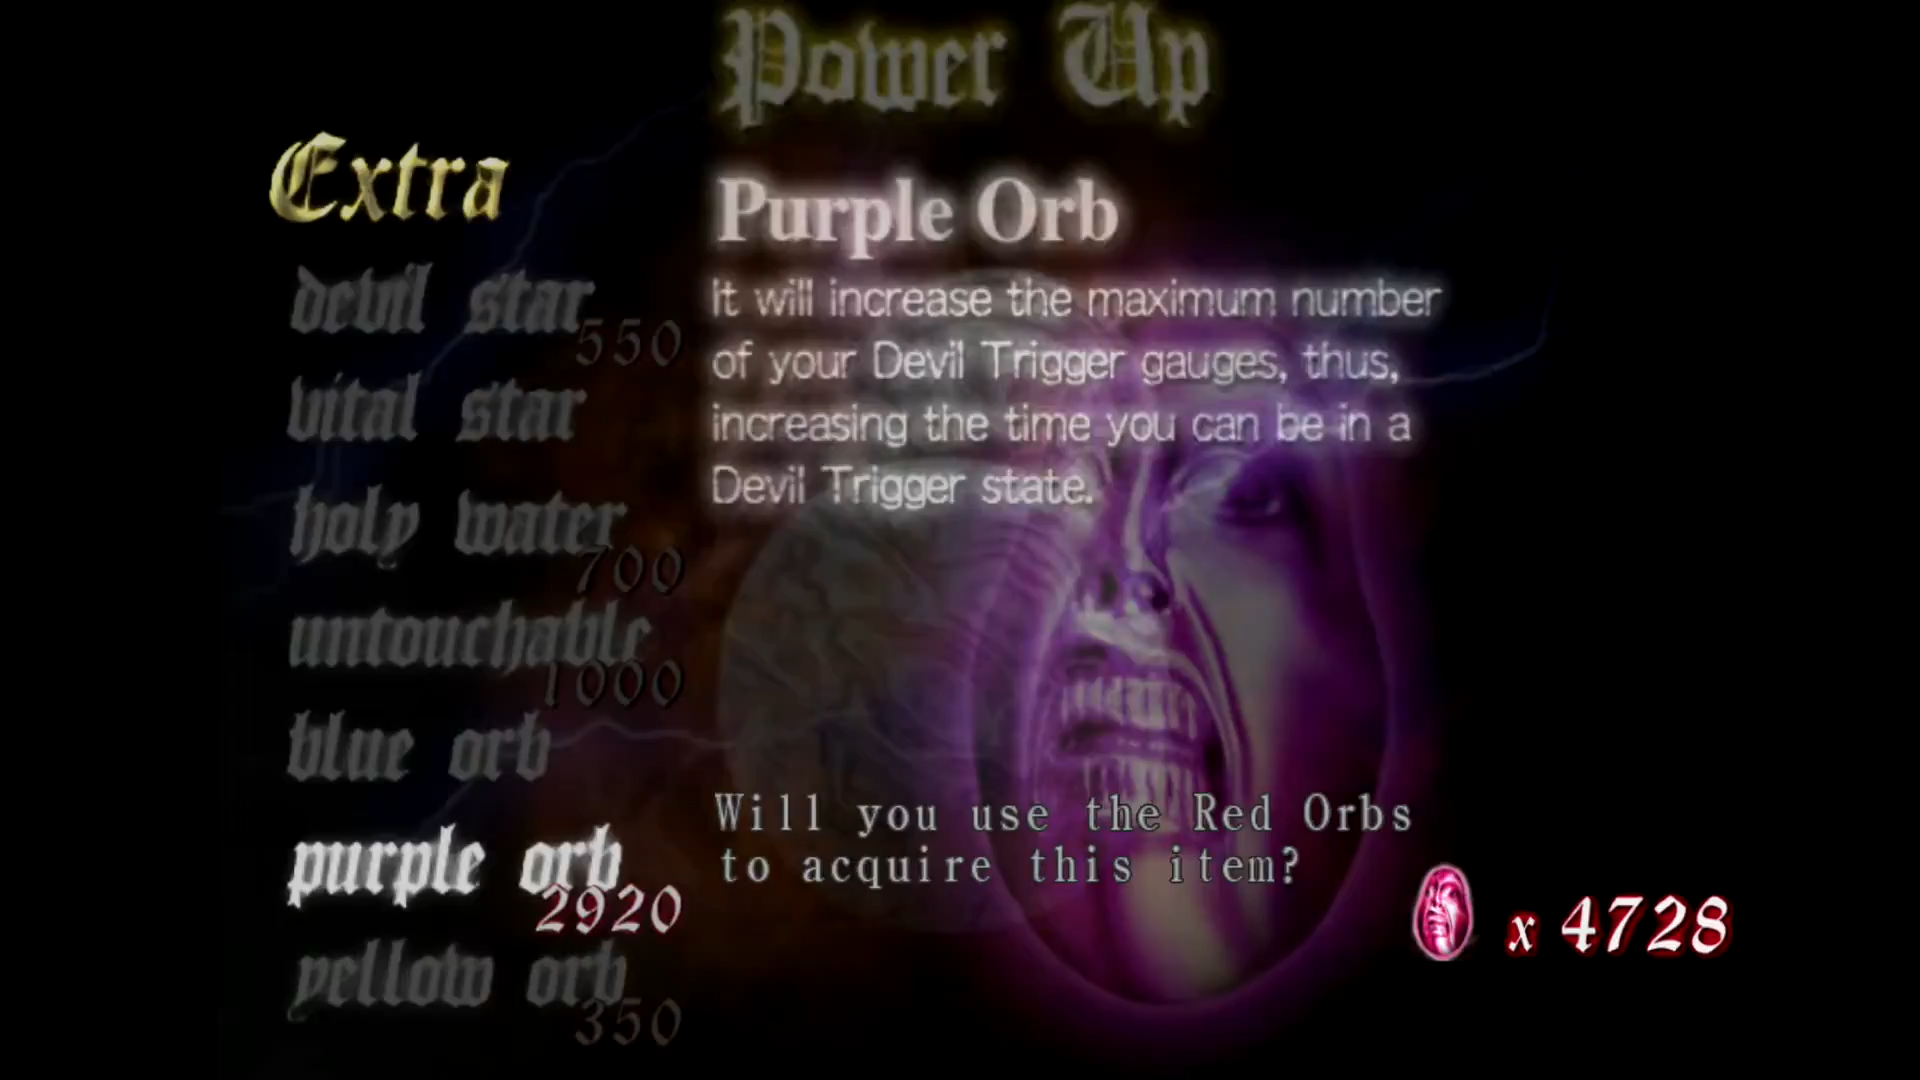 Power Up
Extra
devil star
550
vital star
holy water
700
untouchable
1000
blue orb
purple orb
2920
yellow orb
350
Purple Orb
It will increase the maximum number
of your Devil Trigger gauges, thus,
increasing the time you can be in a
Devil Trigger state.
Will you use the Red Orbs
to acquire this item?
x 4728